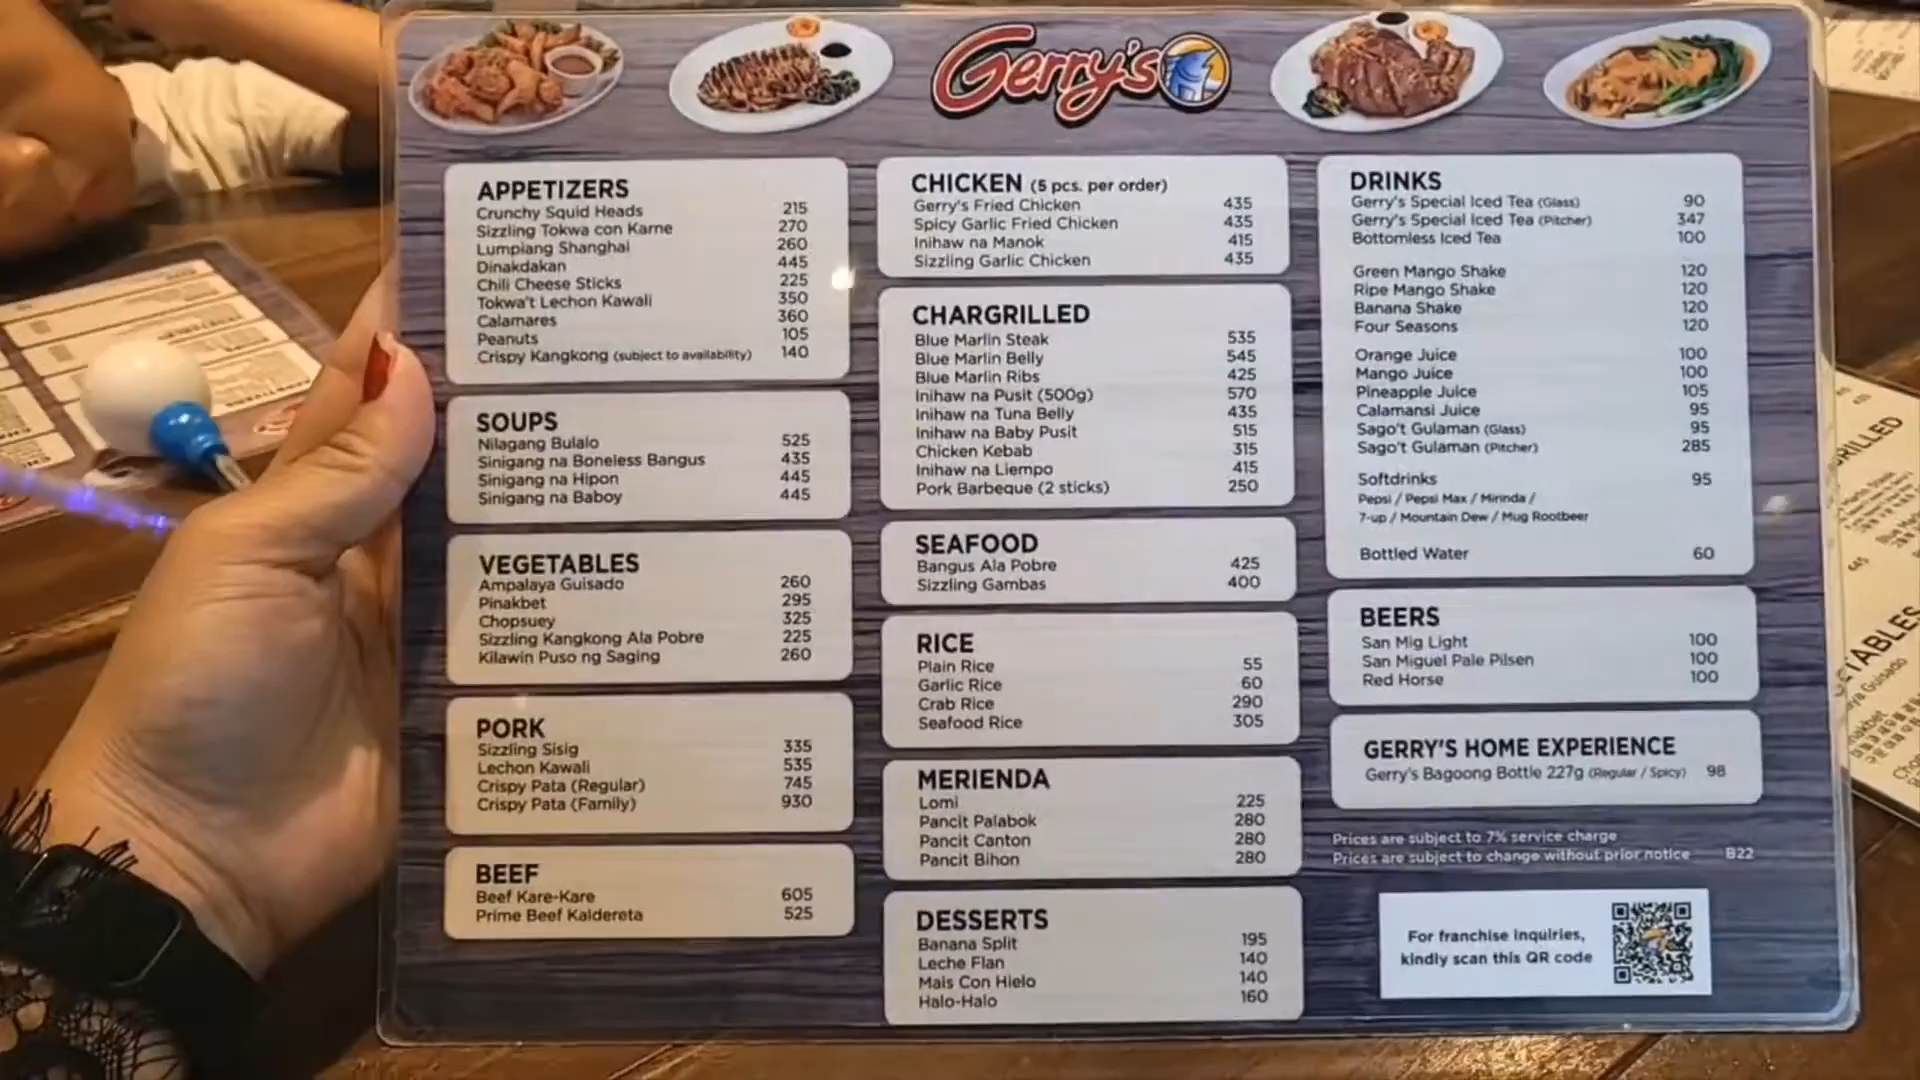 Gerry's
APPETIZERS
Crunchy Squid Heads 215
Sizzling Tokwa con Karne 270
Lumpiang Shanghai 260
Dinakdakan 445
Chili Cheese Sticks 225
Tokwa't Lechon Kawali 350
Calamares 360
Peanuts 105
Crispy Kangkong (subject to availability) 140
SOUPS
Nilagang Bulalo 525
Sinigang na Boneless Bangus 435
Sinigang na Hipon 445
Sinigang na Baboy 445
VEGETABLES
Ampalaya Guisado 260
Pinakbet 295
Chopsuey 325
Sizzling Kangkong Ala Pobre 225
Kilawin Puso ng Saging 260
PORK
Sizzling Sisig 335
Lechon Kawali 535
Crispy Pata (Regular) 745
Crispy Pata (Family) 930
BEEF
Beef Kare-Kare 605
Prime Beef Kaldereta 525
CHICKEN (5 pcs. per order)
Gerry's Fried Chicken 435
Spicy Garlic Fried Chicken 435
Inihaw na Manok 415
Sizzling Garlic Chicken 435
CHARGRILLED
Blue Marlin Steak 535
Blue Marlin Belly 545
Blue Marlin Ribs 425
Inihaw na Pusit (500g) 570
Inihaw na Tuna Belly 435
Inihaw na Baby Pusit 515
Chicken Kebab 315
Inihaw na Liempo 415
Pork Barbeque (2 sticks) 250
SEAFOOD
Bangus Ala Pobre 425
Sizzling Gambas 400
RICE
Plain Rice 55
Garlic Rice 60
Crab Rice 290
Seafood Rice 305
MERIENDA
Lomi 225
Pancit Palabok 280
Pancit Canton 280
Pancit Bihon 280
DESSERTS
Banana Split 195
Leche Flan 140
Mais Con Hielo 140
Halo-Halo 160
DRINKS
Gerry's Special Iced Tea (Glass) 90
Gerry's Special Iced Tea (Pitcher) 347
Bottomless Iced Tea 100
Green Mango Shake 120
Ripe Mango Shake 120
Banana Shake 120
Four Seasons 120
Orange Juice 100
Mango Juice 100
Pineapple Juice 105
Calamansi Juice 95
Sago't Gulaman (Glass) 95
Sago't Gulaman (Pitcher) 285
Softdrinks 95
Pepsi / Pepsi Max / Mirinda /
7-up / Mountain Dew / Mug Rootbeer
Bottled Water 60
BEERS
San Mig Light 100
San Miguel Pale Pilsen 100
Red Horse 100
GERRY'S HOME EXPERIENCE
Gerry's Bagoong Bottle 227g (Regular / Spicy) 98
Prices are subject to 7% service charge
Prices are subject to change without prior notice B22
For franchise inquiries,
kindly scan this QR code